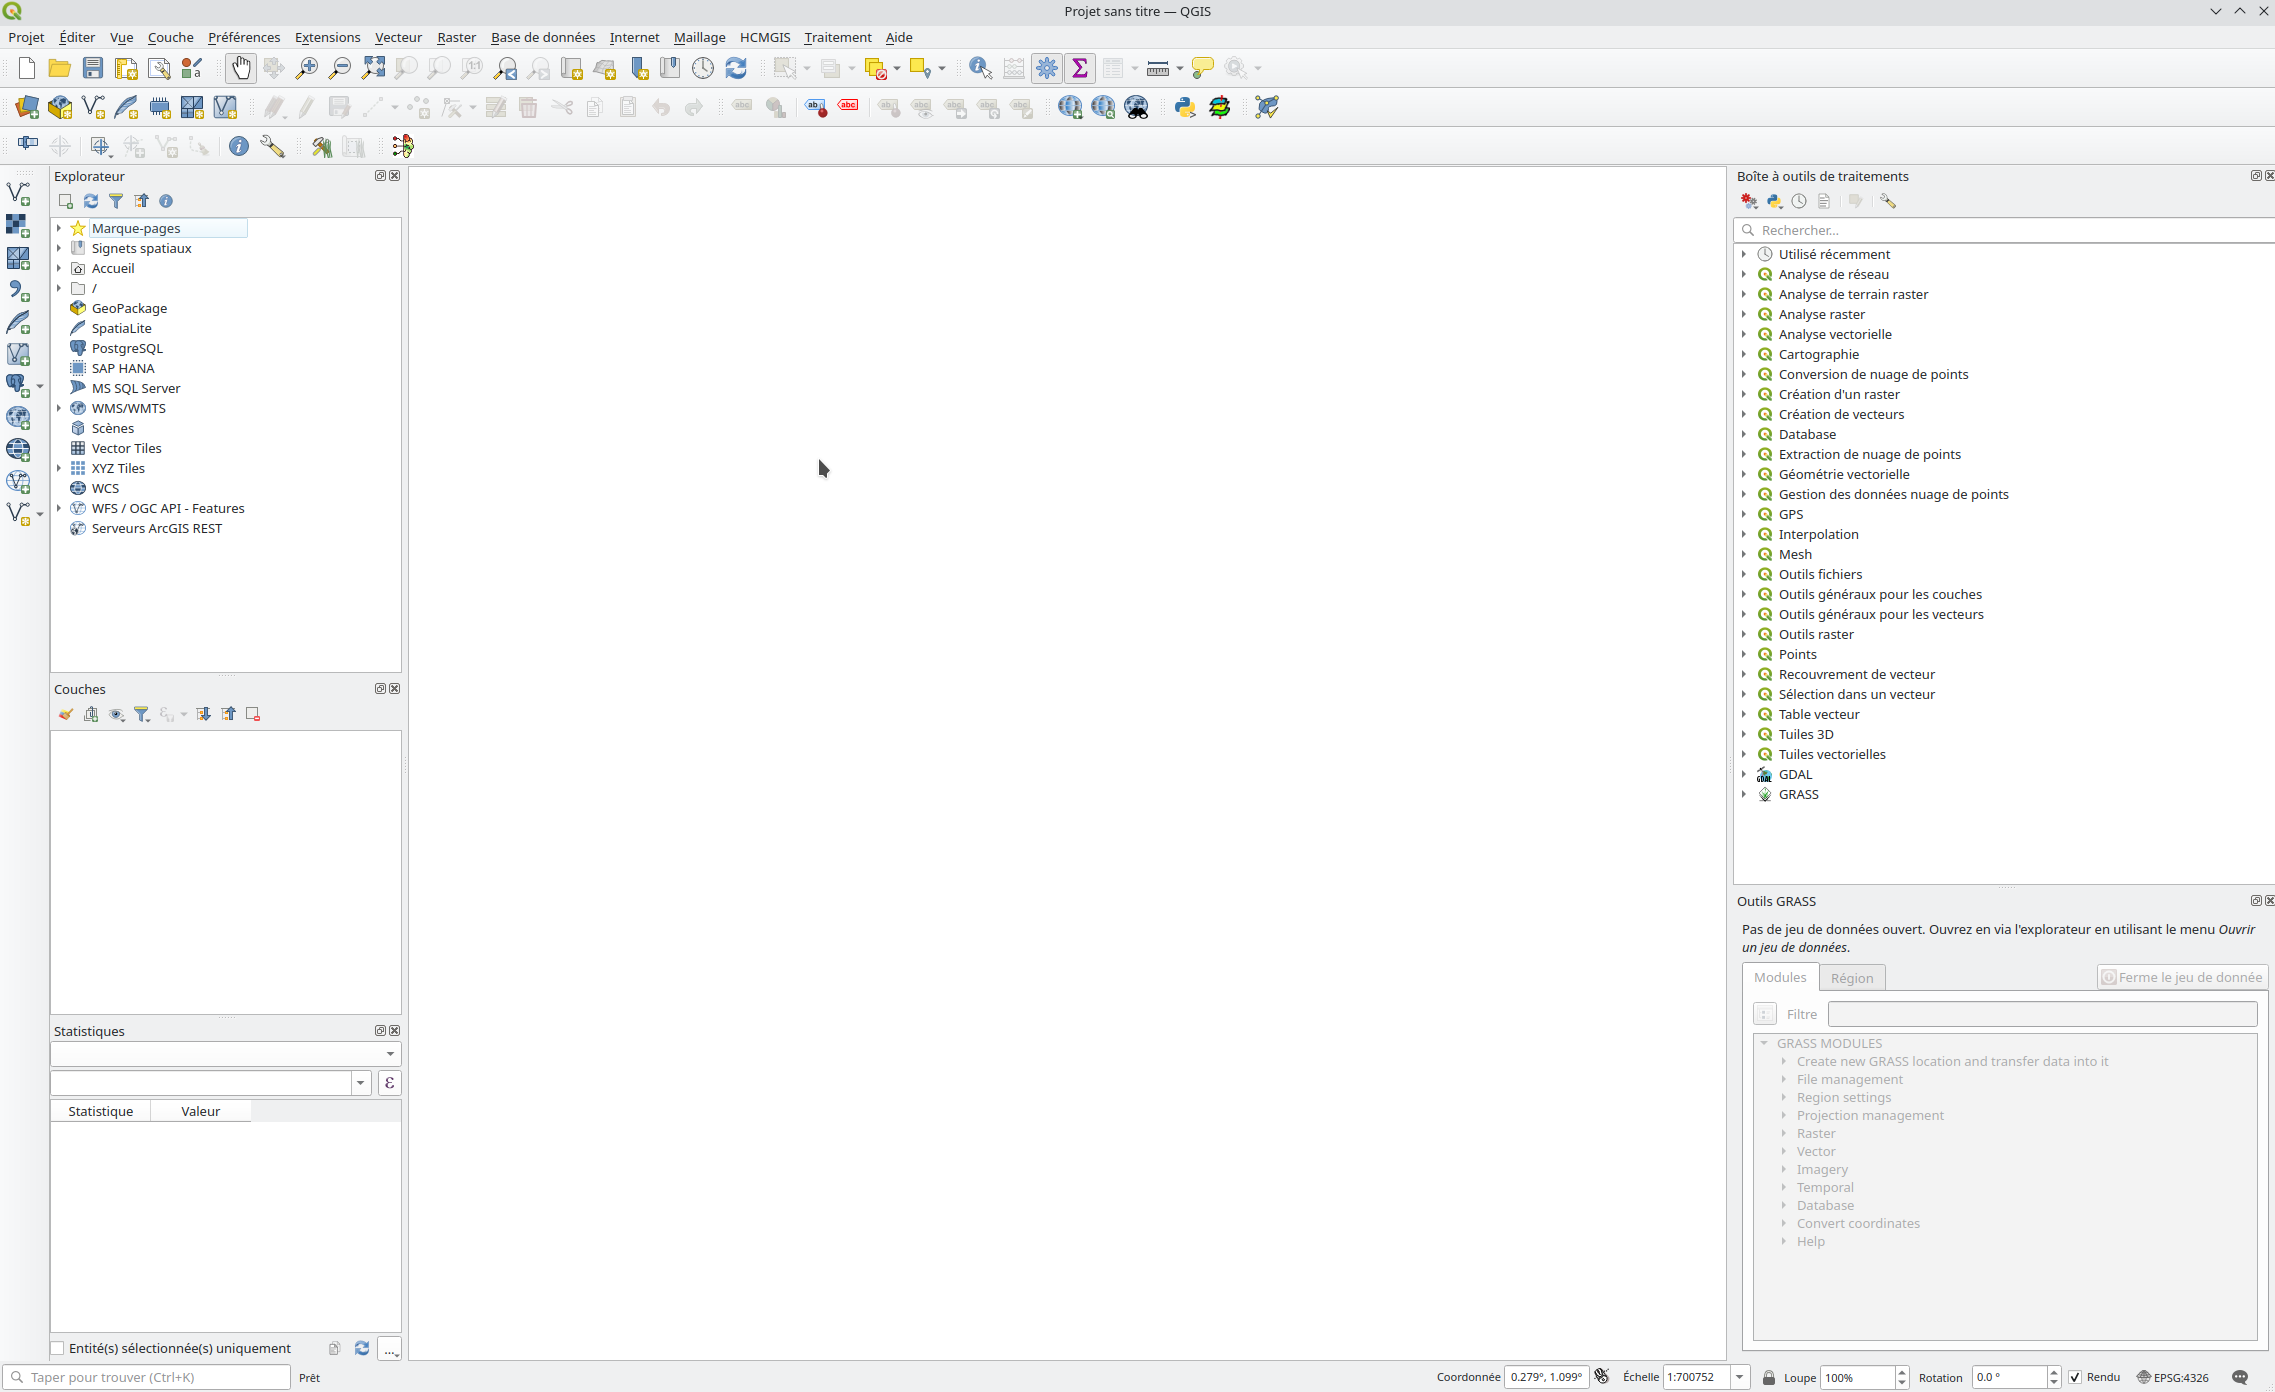 Projet sans titre — QGIS
Projet Éditer Vue Couche Préférences Extensions Vecteur Raster Base de données Internet Maillage HCMGIS Traitement Aide
Explorateur
Marque-pages
Signets spatiaux
Accueil
/
GeoPackage
SpatiaLite
PostgreSQL
SAP HANA
MS SQL Server
WMS/WMTS
Scènes
Vector Tiles
XYZ Tiles
WCS
WFS / OGC API - Features
Serveurs ArcGIS REST
Couches
Statistiques
ε
Statistique Valeur
Entité(s) sélectionnée(s) uniquement
...
Boîte à outils de traitements
Rechercher...
Utilisé récemment
Analyse de réseau
Analyse de terrain raster
Analyse raster
Analyse vectorielle
Cartographie
Conversion de nuage de points
Création d'un raster
Création de vecteurs
Database
Extraction de nuage de points
Géométrie vectorielle
Gestion des données nuage de points
GPS
Interpolation
Mesh
Outils fichiers
Outils généraux pour les couches
Outils généraux pour les vecteurs
Outils raster
Points
Recouvrement de vecteur
Sélection dans un vecteur
Table vecteur
Tuiles 3D
Tuiles vectorielles
GDAL
GRASS
Outils GRASS
Pas de jeu de données ouvert. Ouvrez en via l'explorateur en utilisant le menu Ouvrir
un jeu de données.
Modules Région Ferme le jeu de donnée
Filtre
GRASS MODULES
Create new GRASS location and transfer data into it
File management
Region settings
Projection management
Raster
Vector
Imagery
Temporal
Database
Convert coordinates
Help
Taper pour trouver (Ctrl+K) Prêt Coordonnée 0.279°, 1.099° Échelle 1:700752 Loupe 100% Rotation 0.0 ° Rendu EPSG:4326